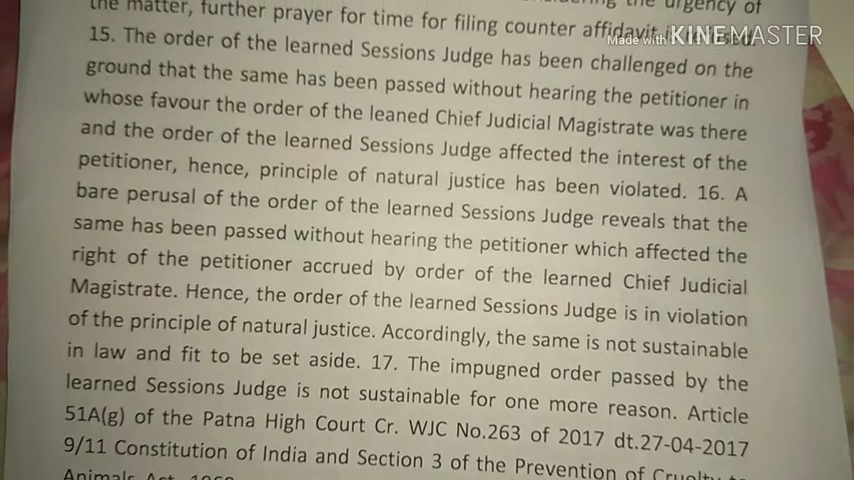 the matter, further prayer for time for filing counter affidavit
Made with KINEMASTER
15. The order of the learned Sessions Judge has been challenged on the
ground that the same has been passed without hearing the petitioner in
whose favour the order of the leaned Chief Judicial Magistrate was there
and the order of the learned Sessions Judge affected the interest of the
petitioner, hence, principle of natural justice has been violated. 16. A
bare perusal of the order of the learned Sessions Judge reveals that the
same has been passed without hearing the petitioner which affected the
right of the petitioner accrued by order of the learned Chief Judicial
Magistrate. Hence, the order of the learned Sessions Judge is in violation
of the principle of natural justice. Accordingly, the same is not sustainable
in law and fit to be set aside. 17. The impugned order passed by the
learned Sessions Judge is not sustainable for one more reason. Article
51A(g) of the Patna High Court Cr. WJC No.263 of 2017 dt.27-04-2017
9/11 Constitution of India and Section 3 of the Prevention of Cruelty to